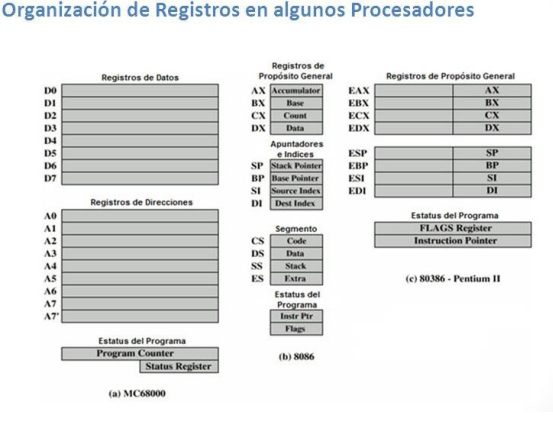 Organización de Registros en algunos Procesadores
Registros de Datos
D0
D1
D2
D3
D4
D5
D6
D7
Registros de Direcciones
A0
A1
A2
A3
A4
A5
A6
A7
A7'
Estatus del Programa
Program Counter
Status Register
(a) MC68000
Registros de
Propósito General
AX Accumulator
BX Base
CX Count
DX Data
Apuntadores
e Indices
SP Stack Pointer
BP Base Pointer
SI Source Index
DI Dest Index
Segmento
CS Code
DS Data
SS Stack
ES Extra
Estatus del
Programa
Instr Ptr
Flags
(b) 8086
Registros de Propósito General
EAX AX
EBX BX
ECX CX
EDX DX
ESP SP
EBP BP
ESI SI
EDI DI
Estatus del Programa
FLAGS Register
Instruction Pointer
(c) 80386 - Pentium II